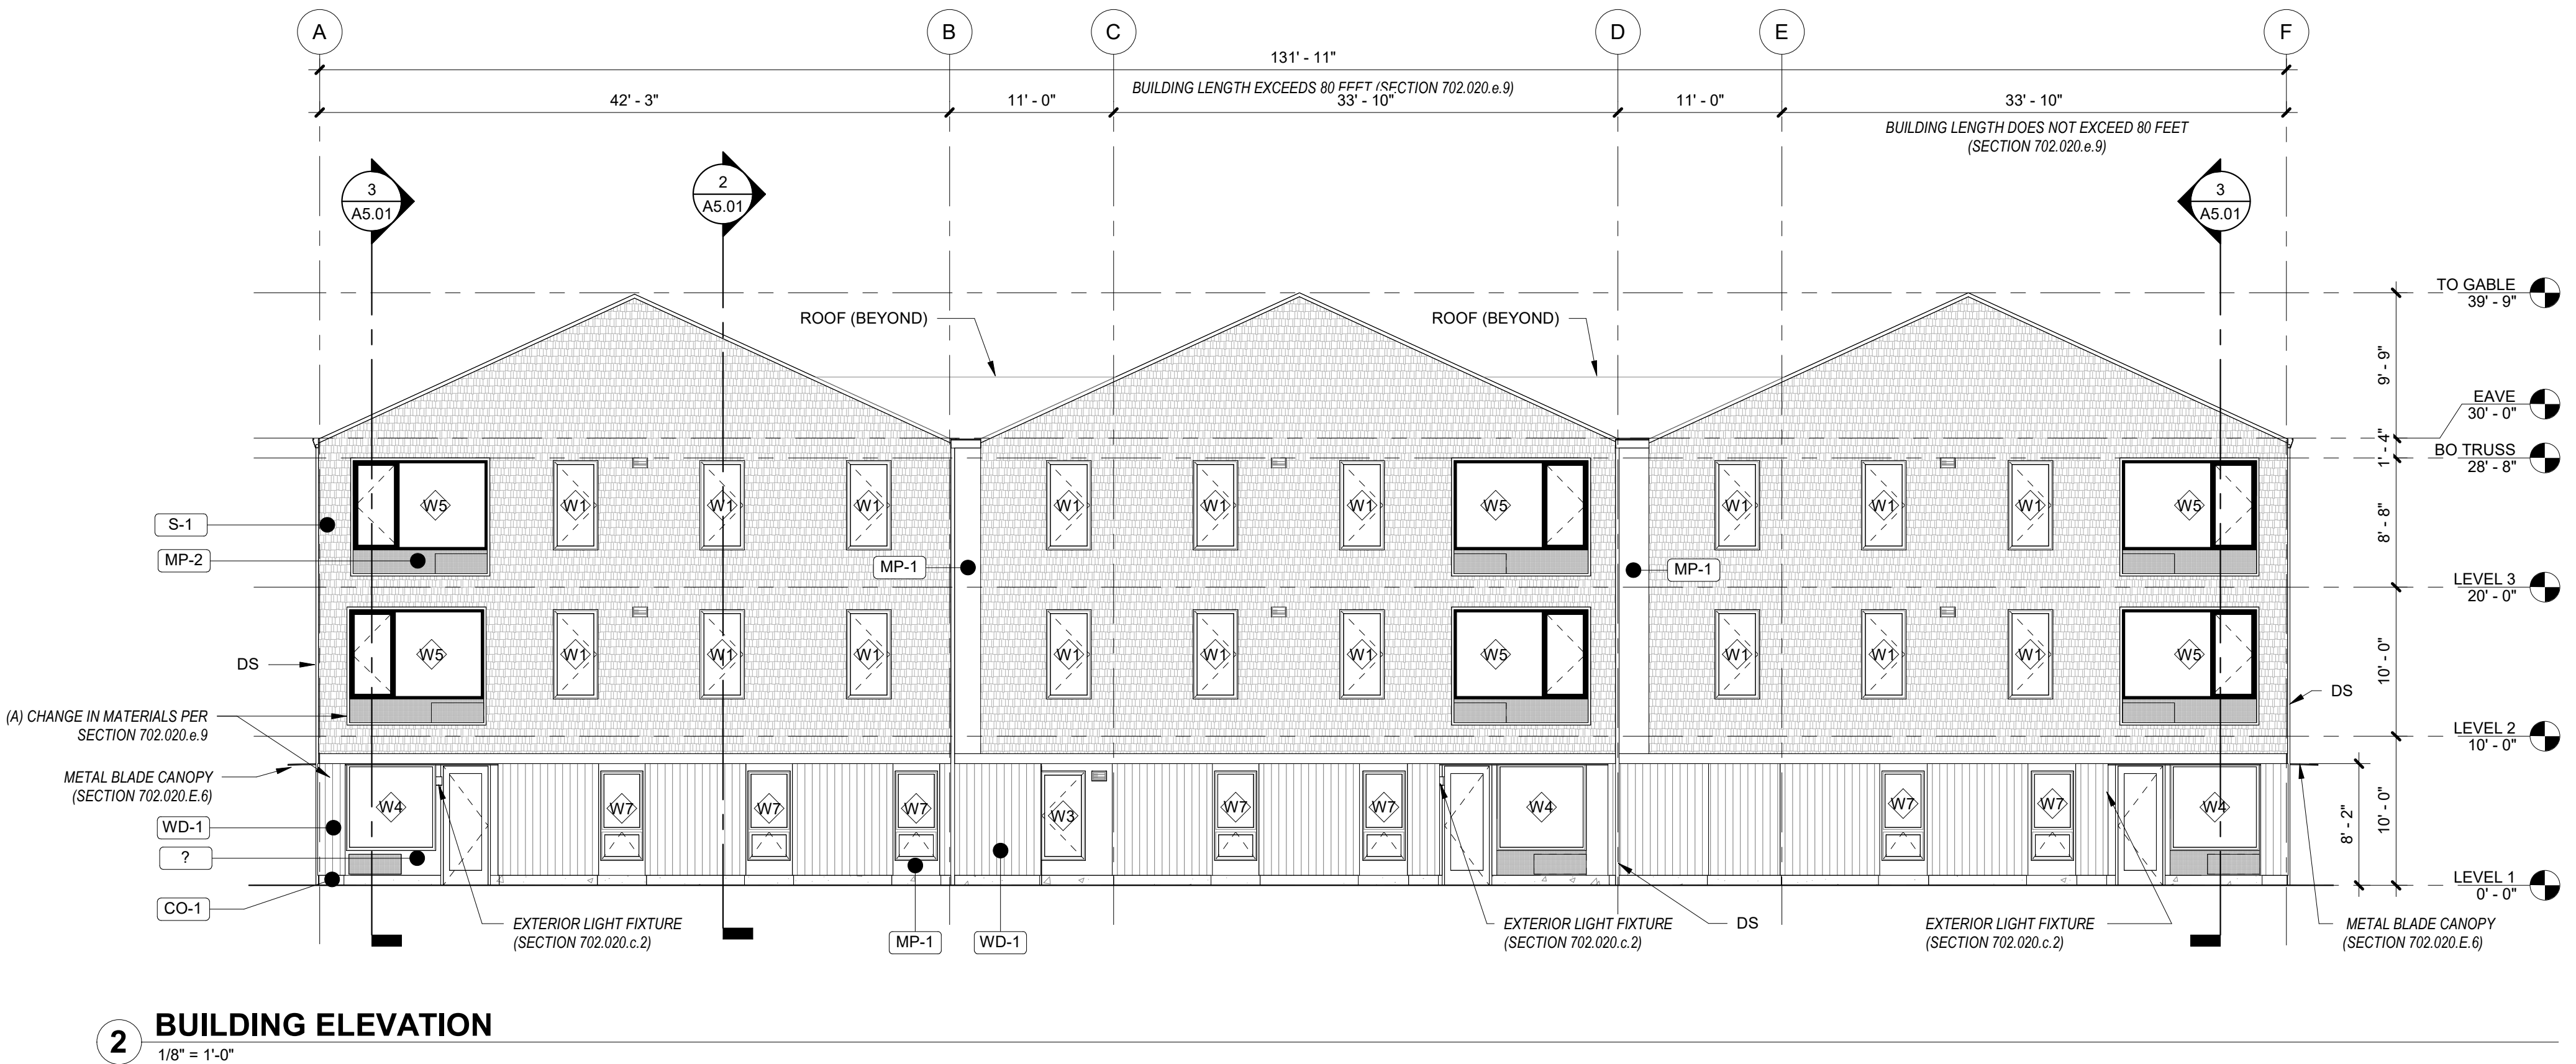 A
B
C
D
E
F
131' - 11"
BUILDING LENGTH EXCEEDS 80 FEET (SECTION 702.020.e.9)
42' - 3"
11' - 0"
33' - 10"
11' - 0"
33' - 10"
BUILDING LENGTH DOES NOT EXCEED 80 FEET
(SECTION 702.020.e.9)
3
A5.01
2
A5.01
3
A5.01
TO GABLE
39' - 9"
ROOF (BEYOND)
ROOF (BEYOND)
9' - 9"
EAVE
30' - 0"
1' - 4"
BO TRUSS
28' - 8"
S-1
W5
W1
W1
W1
W1
W1
W1
W5
W1
W1
W1
W5
8' - 8"
MP-2
MP-1
MP-1
LEVEL 3
20' - 0"
DS
W5
W1
W1
W1
W1
W1
W1
W5
W1
W1
W1
W5
10' - 0"
DS
(A) CHANGE IN MATERIALS PER
SECTION 702.020.e.9
LEVEL 2
10' - 0"
METAL BLADE CANOPY
(SECTION 702.020.E.6)
W4
W7
W7
W7
W3
W7
W7
W4
W7
W7
W4
8' - 2"
10' - 0"
WD-1
?
CO-1
LEVEL 1
0' - 0"
EXTERIOR LIGHT FIXTURE
(SECTION 702.020.c.2)
MP-1
WD-1
EXTERIOR LIGHT FIXTURE
(SECTION 702.020.c.2)
DS
EXTERIOR LIGHT FIXTURE
(SECTION 702.020.c.2)
METAL BLADE CANOPY
(SECTION 702.020.E.6)
2
BUILDING ELEVATION
1/8" = 1'-0"